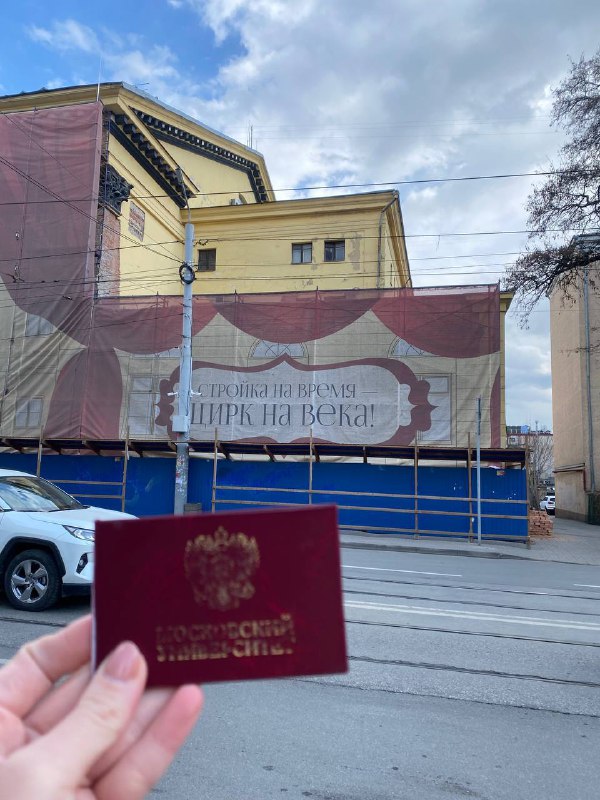 СТРОЙКА НА ВРЕМЯ —
ЦИРК НА ВЕКА!
МОСКОВСКИЙ
УНИВЕРСИТЕТ